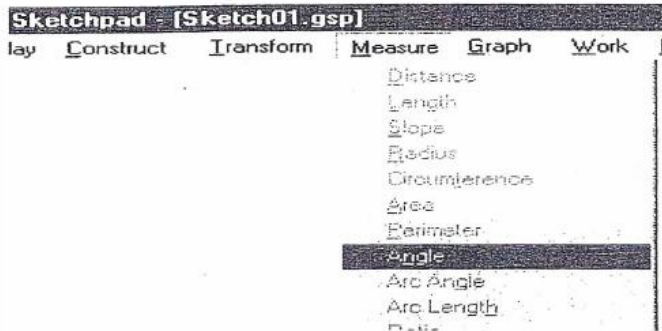 Sketchpad - [Sketch01.gsp]
lay Construct Transform Measure Graph Work
Distance
Length
Slope
Radius
Circumference
Area
Perimeter
Angle
Arc Angle
Arc Length
Ratio